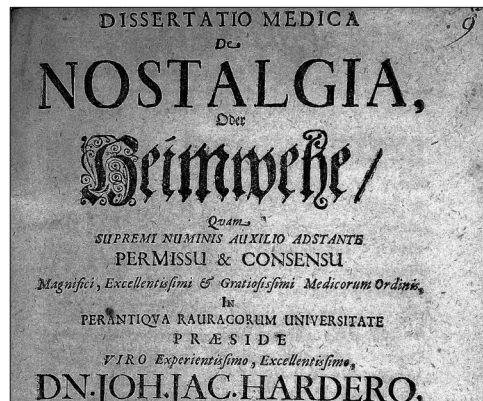 DISSERTATIO MEDICA
9
De
NOSTALGIA,
Oder
Heimwehe/
Quam
SUPREMI NUMINIS AUXILIO ADSTANTE
PERMISSU & CONSENSU
Magnifici, Excellentissimi & Gratiosissimi Medicorum Ordinis,
IN
PERANTIQVA RAURACORUM UNIVERSITATE
PRÆSIDE
VIRO Experientissimo, Excellentissimo,
DN. JOH. JAC. HARDERO,